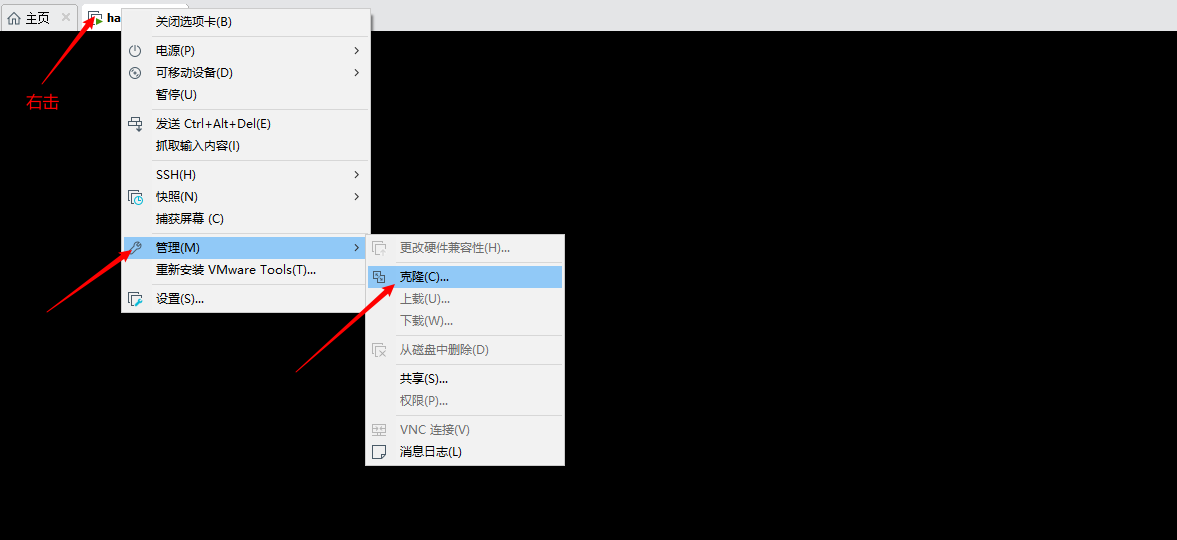 主页
ha
右击
关闭选项卡(B)
电源(P)
可移动设备(D)
暂停(U)
发送 Ctrl+Alt+Del(E)
抓取输入内容(I)
SSH(H)
快照(N)
捕获屏幕 (C)
管理(M)
重新安装 VMware Tools(T)...
设置(S)...
更改硬件兼容性(H)...
克隆(C)...
上载(U)...
下载(W)...
从磁盘中删除(D)
共享(S)...
权限(P)...
VNC 连接(V)
消息日志(L)